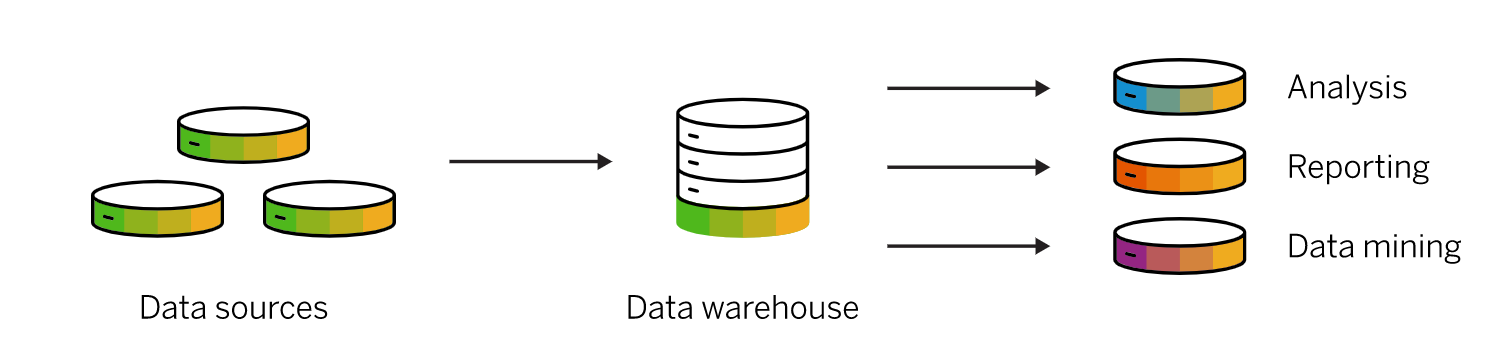 Analysis
Reporting
Data mining
Data sources
Data warehouse